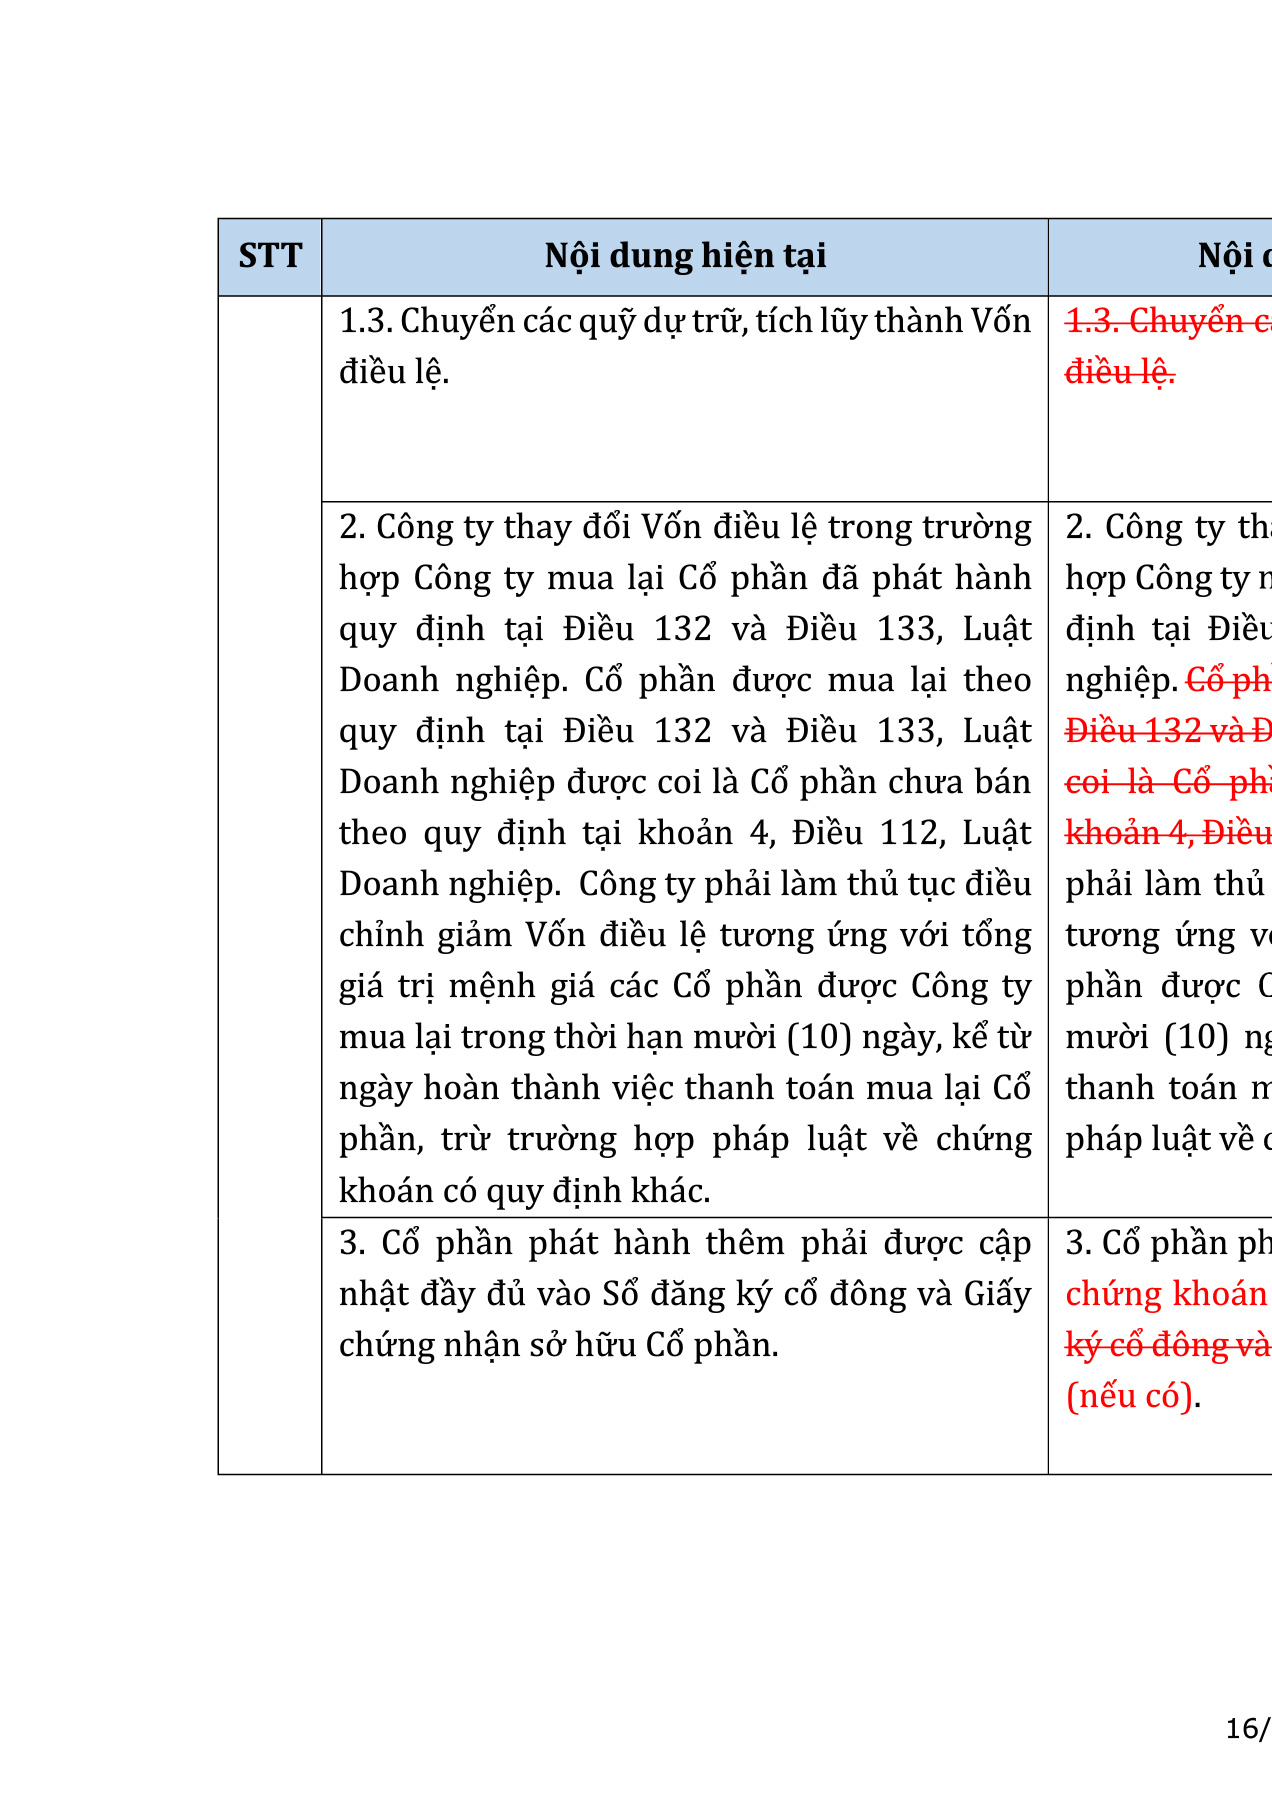 STT
Nội dung hiện tại
Nội
1.3. Chuyển các quỹ dự trữ, tích lũy thành Vốn
điều lệ.
1.3. Chuyển
điều lệ.
2. Công ty thay đổi Vốn điều lệ trong trường
hợp Công ty mua lại Cổ phần đã phát hành
quy định tại Điều 132 và Điều 133, Luật
Doanh nghiệp. Cổ phần được mua lại theo
quy định tại Điều 132 và Điều 133, Luật
Doanh nghiệp được coi là Cổ phần chưa bán
theo quy định tại khoản 4, Điều 112, Luật
Doanh nghiệp. Công ty phải làm thủ tục điều
chỉnh giảm Vốn điều lệ tương ứng với tổng
giá trị mệnh giá các Cổ phần được Công ty
mua lại trong thời hạn mười (10) ngày, kể từ
ngày hoàn thành việc thanh toán mua lại Cổ
phần, trừ trường hợp pháp luật về chứng
khoán có quy định khác.
2. Công ty
hợp Công ty
định tại Điều
nghiệp. Cổ
Điều 132 và
coi là Cổ
khoản 4, Điều
phải làm thủ
tương ứng
phần được
mười (10)
thanh toán
pháp luật về
3. Cổ phần phát hành thêm phải được cập
nhật đầy đủ vào Sổ đăng ký cổ đông và Giấy
chứng nhận sở hữu Cổ phần.
3. Cổ phần
chứng khoán
ký cổ đông và
(nếu có).
16/